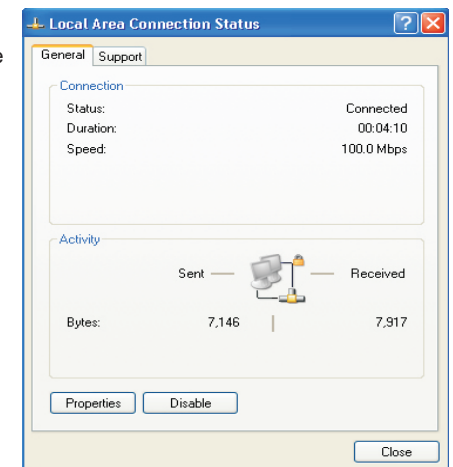 Local Area Connection Status
e
General Support
Connection
Status: Connected
Duration: 00:04:10
Speed: 100.0 Mbps
Activity
Sent — — Received
Bytes: 7,146 | 7,917
Properties Disable
Close